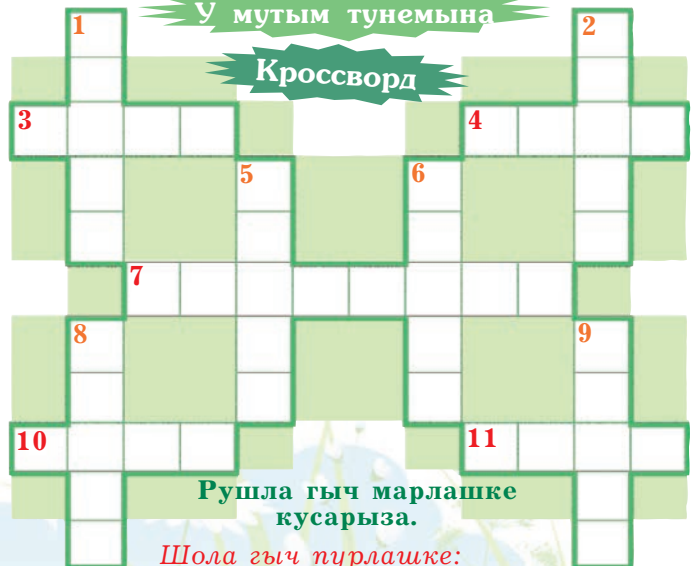 У мутым тунемына
Кроссворд
1
2
3
4
5
6
7
8
9
10
11
Рушла гыч марлашке
кусарыза.
Шола гыч пурлашке: